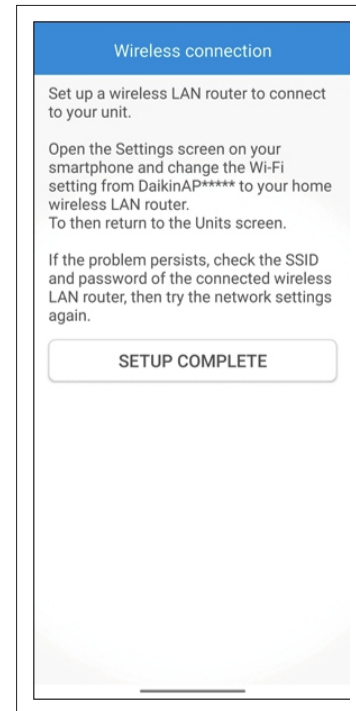 Wireless connection
Set up a wireless LAN router to connect
to your unit.
Open the Settings screen on your
smartphone and change the Wi-Fi
setting from DaikinAP***** to your home
wireless LAN router.
To then return to the Units screen.
If the problem persists, check the SSID
and password of the connected wireless
LAN router, then try the network settings
again.
SETUP COMPLETE